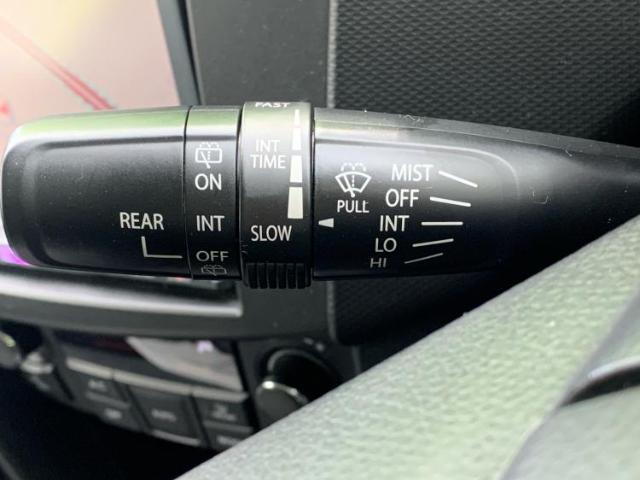 FAST
INT
TIME
SLOW
ON
INT
OFF
REAR
PULL
MIST
OFF
INT
LO
HI